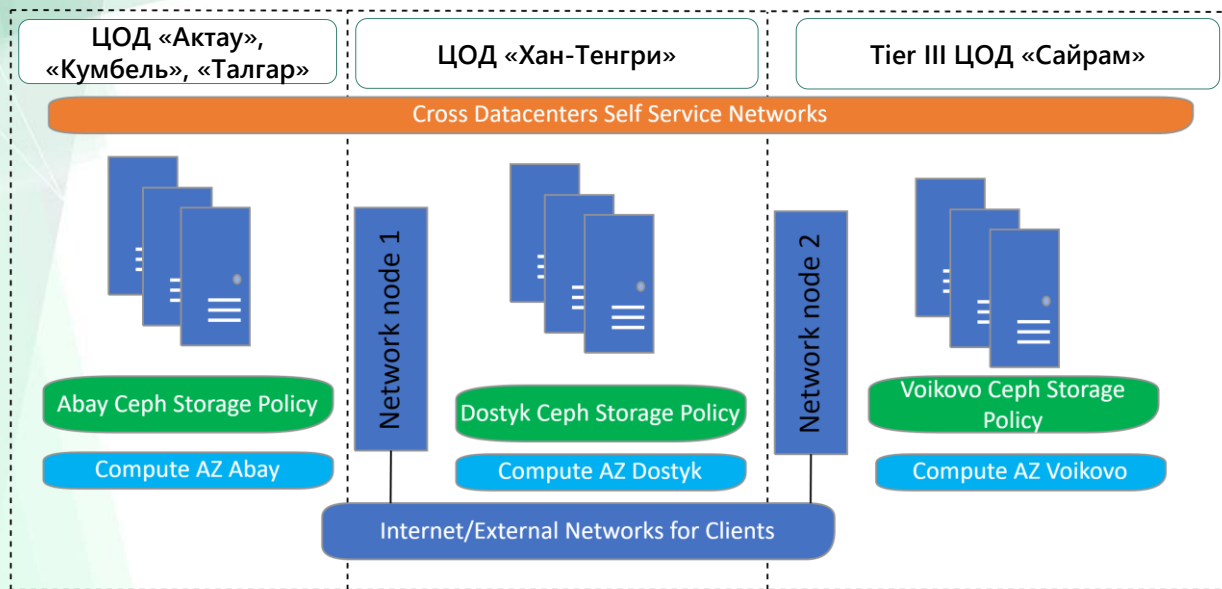 ЦОД «Актау»,
«Кумбель», «Талгар»
ЦОД «Хан-Тенгри»
Tier III ЦОД «Сайрам»
Cross Datacenters Self Service Networks
Network node 1
Network node 2
Abay Ceph Storage Policy
Dostyk Ceph Storage Policy
Voikovo Ceph Storage
Policy
Compute AZ Abay
Compute AZ Dostyk
Compute AZ Voikovo
Internet/External Networks for Clients